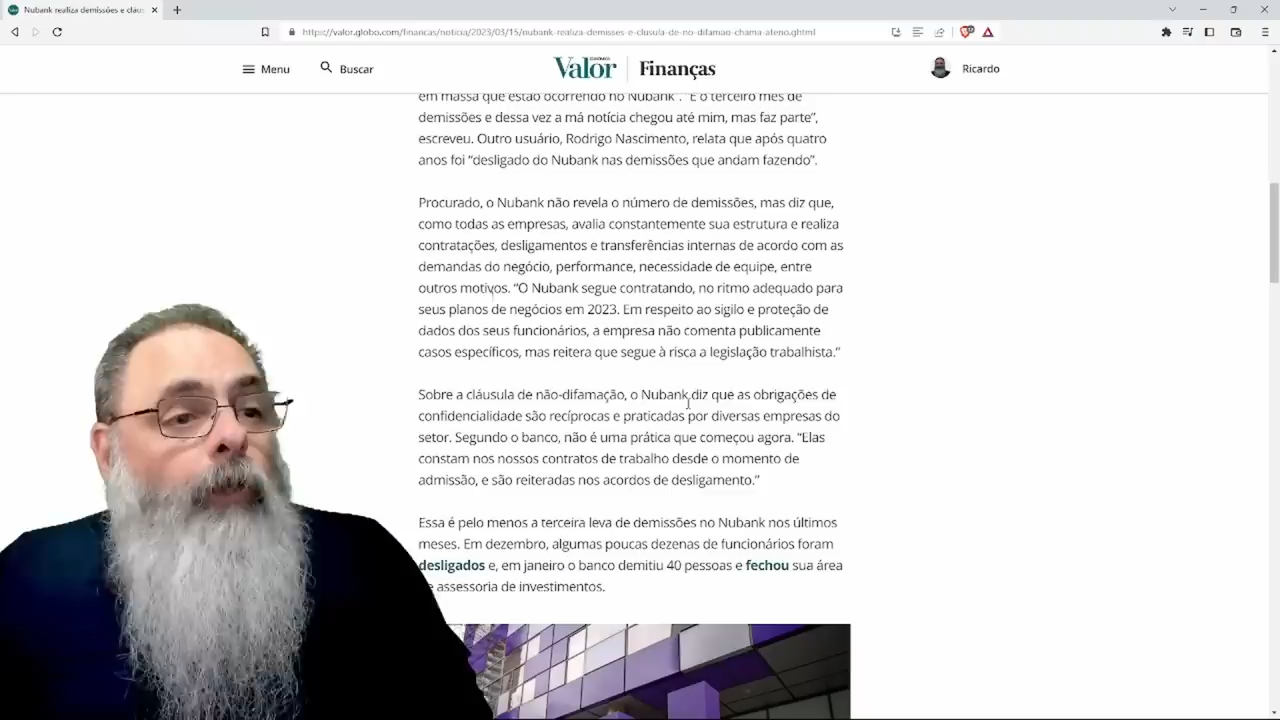 Nubank realiza demissões e cláus
https://valor.globo.com/financas/noticia/2023/03/15/nubank-realiza-demisses-e-clusula-de-no-difamao-chama-ateno.ghtml
Menu
Buscar
Valor
Finanças
Ricardo
em massa que estão ocorrendo no Nubank". "É o terceiro mês de
demissões e dessa vez a má notícia chegou até mim, mas faz parte",
escreveu. Outro usuário, Rodrigo Nascimento, relata que após quatro
anos foi "desligado do Nubank nas demissões que andam fazendo".
Procurado, o Nubank não revela o número de demissões, mas diz que,
como todas as empresas, avalia constantemente sua estrutura e realiza
contratações, desligamentos e transferências internas de acordo com as
demandas do negócio, performance, necessidade de equipe, entre
outros motivos. "O Nubank segue contratando, no ritmo adequado para
seus planos de negócios em 2023. Em respeito ao sigilo e proteção de
dados dos seus funcionários, a empresa não comenta publicamente
casos específicos, mas reitera que segue à risca a legislação trabalhista."
Sobre a cláusula de não-difamação, o Nubank diz que as obrigações de
confidencialidade são recíprocas e praticadas por diversas empresas do
setor. Segundo o banco, não é uma prática que começou agora. "Elas
constam nos nossos contratos de trabalho desde o momento de
admissão, e são reiteradas nos acordos de desligamento."
Essa é pelo menos a terceira leva de demissões no Nubank nos últimos
meses. Em dezembro, algumas poucas dezenas de funcionários foram
desligados e, em janeiro o banco demitiu 40 pessoas e fechou sua área
assessoria de investimentos.